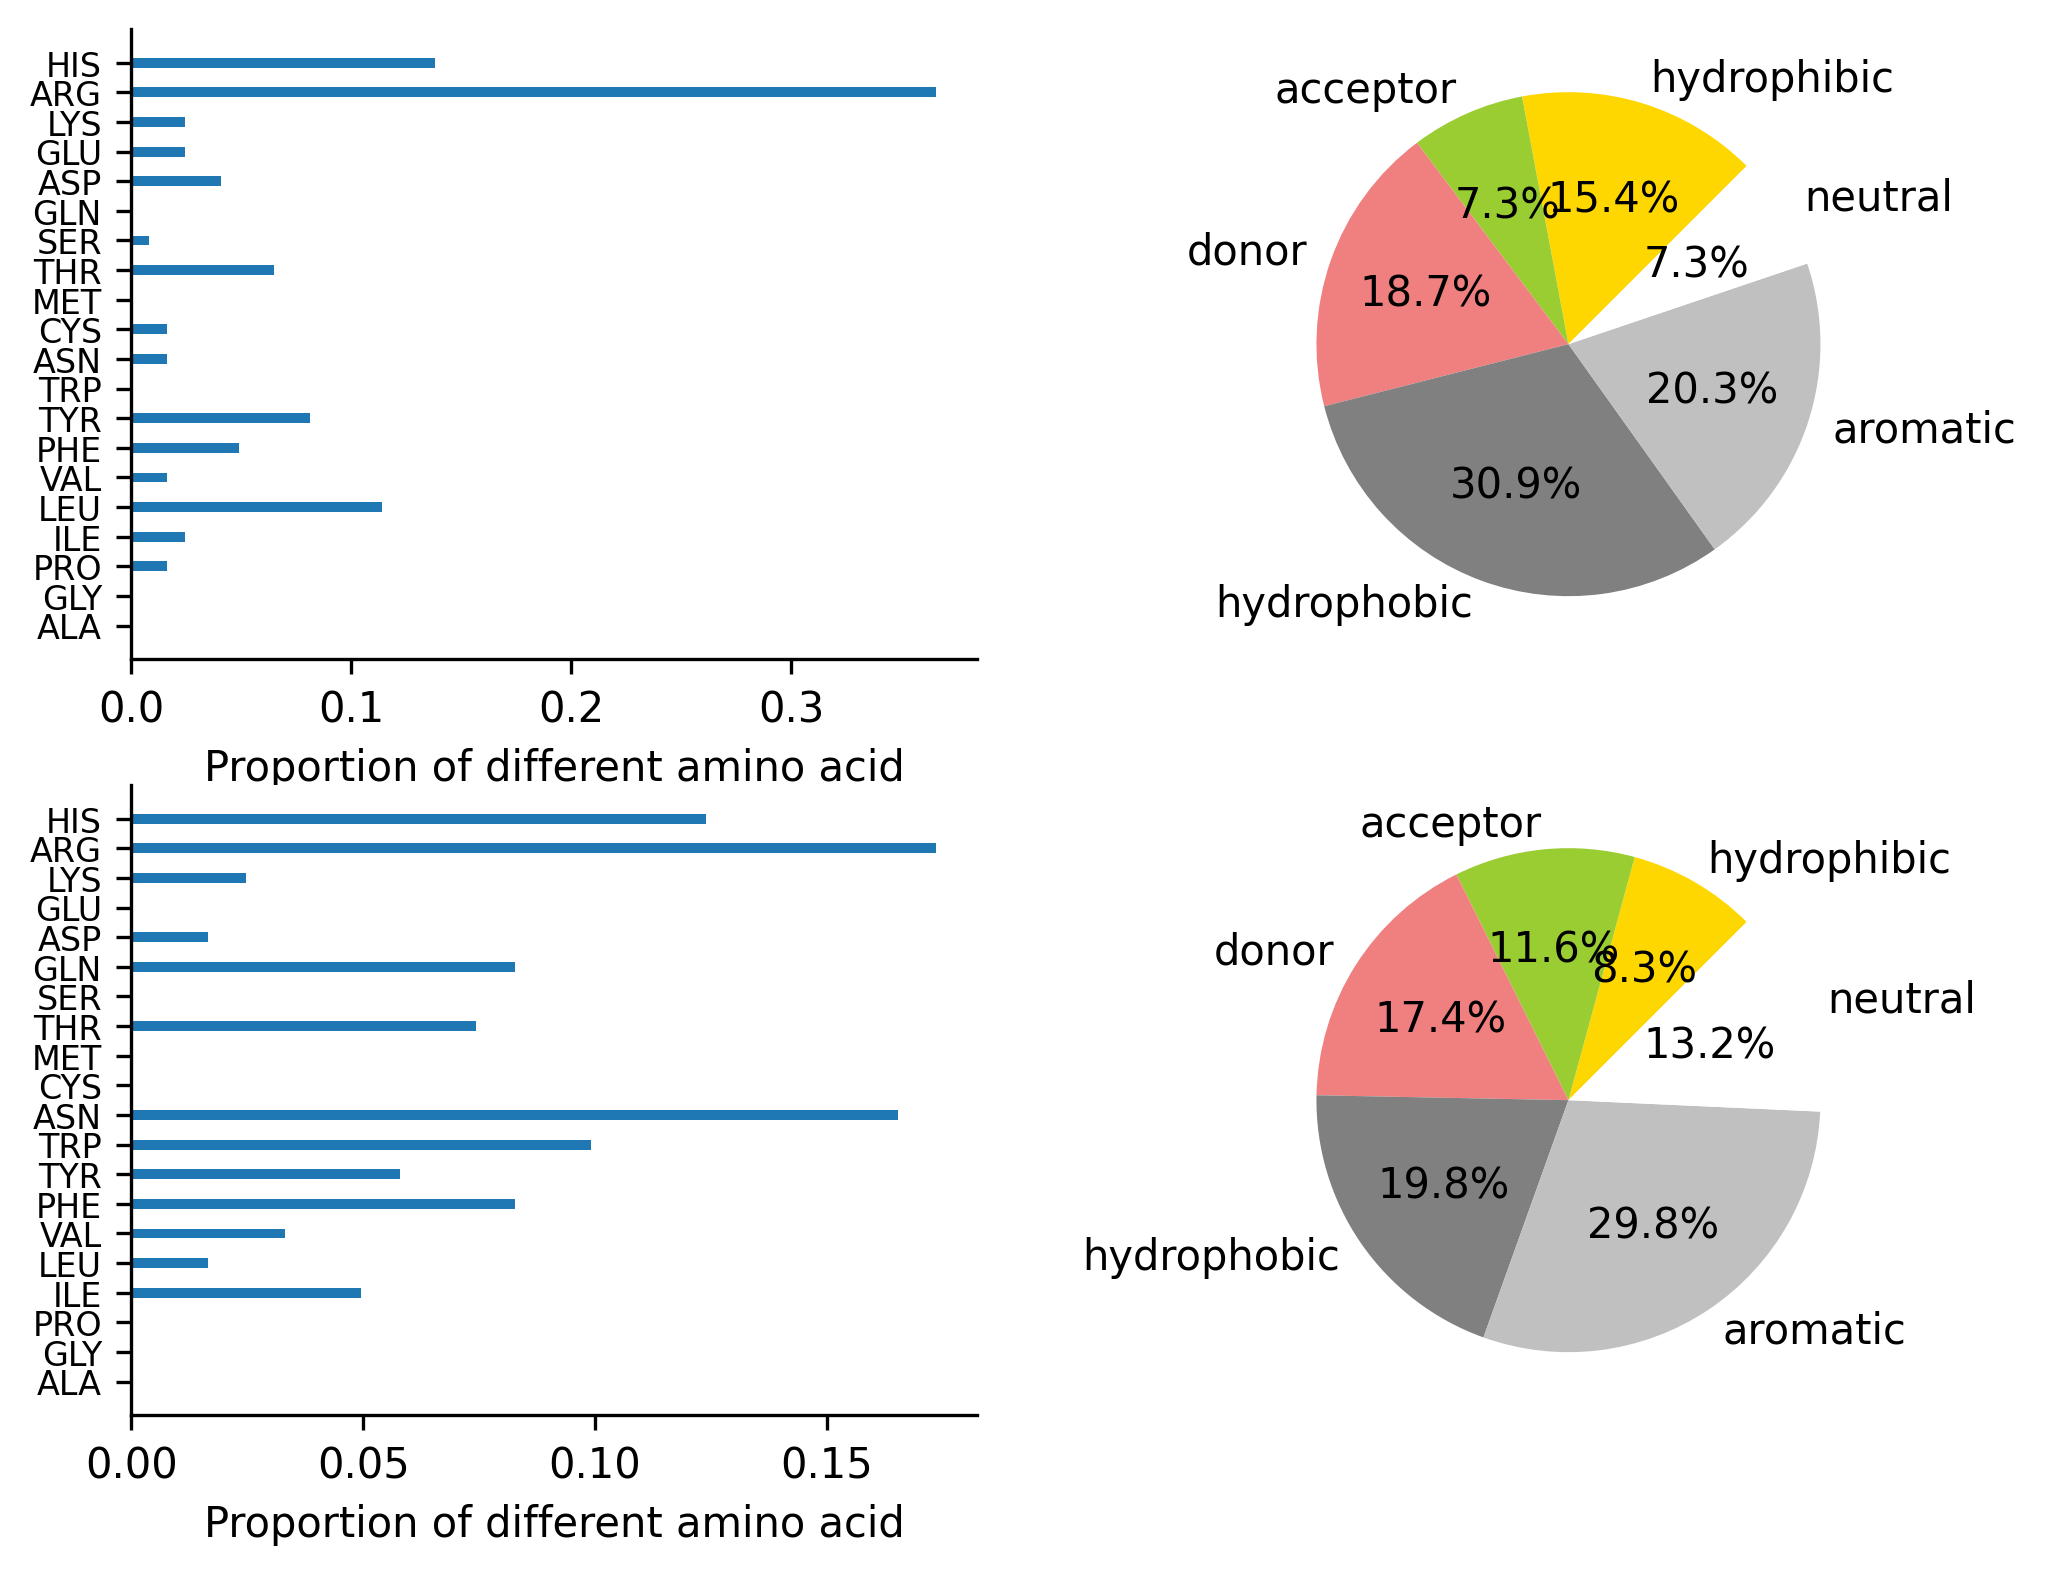 HIS
ARG
LYS
GLU
ASP
GLN
SER
THR
MET
CYS
ASN
TRP
TYR
PHE
VAL
LEU
ILE
PRO
GLY
ALA
0.0 0.1 0.2 0.3
Proportion of different amino acid
hydrophibic
acceptor
neutral
donor
aromatic
hydrophobic
15.4%
7.3%
7.3%
18.7%
20.3%
30.9%
HIS
ARG
LYS
GLU
ASP
GLN
SER
THR
MET
CYS
ASN
TRP
TYR
PHE
VAL
LEU
ILE
PRO
GLY
ALA
0.00 0.05 0.10 0.15
Proportion of different amino acid
acceptor
hydrophibic
donor
neutral
hydrophobic
aromatic
11.6%
8.3%
17.4%
13.2%
19.8%
29.8%